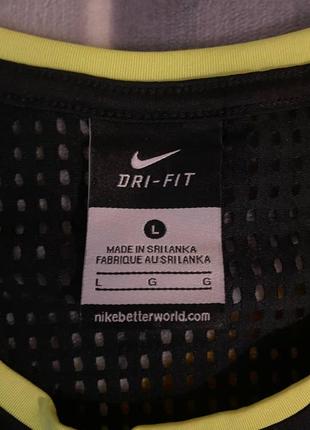 DRI-FIT
L
MADE IN SRI LANKA
FABRIQUE AU SRI LANKA
L G G
nikebetterworld.com